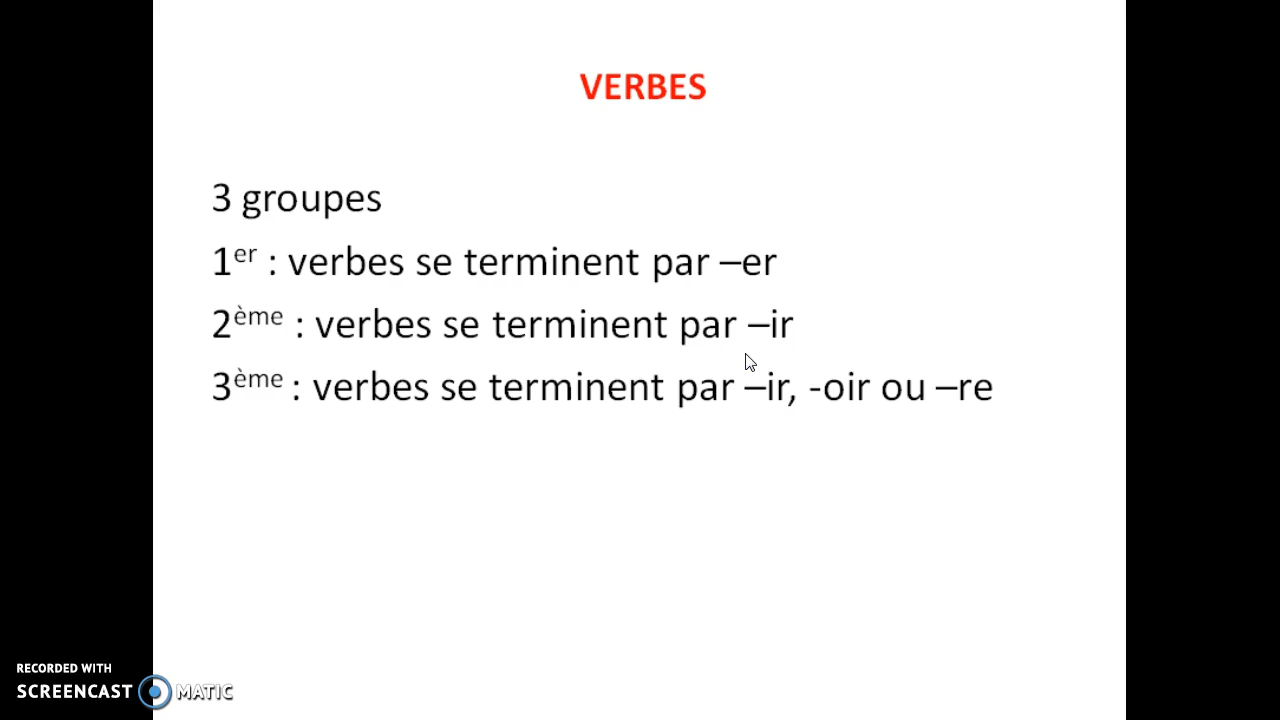 VERBES
3 groupes
1er : verbes se terminent par –er
2ème : verbes se terminent par –ir
3ème : verbes se terminent par –ir, -oir ou –re
RECORDED WITH
SCREENCAST MATIC